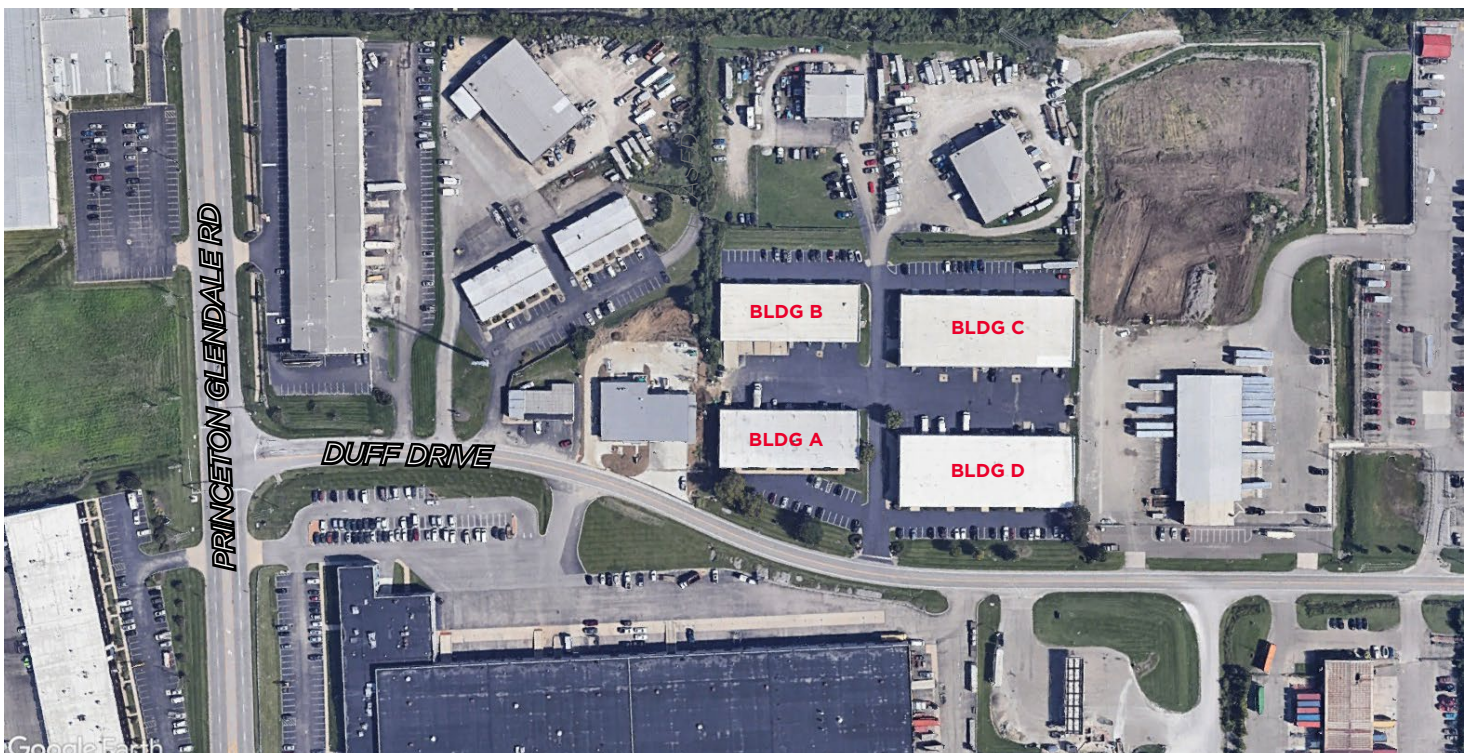 PRINCETON GLENDALE RD
DUFF DRIVE
BLDG B
BLDG C
BLDG A
BLDG D
Google Earth